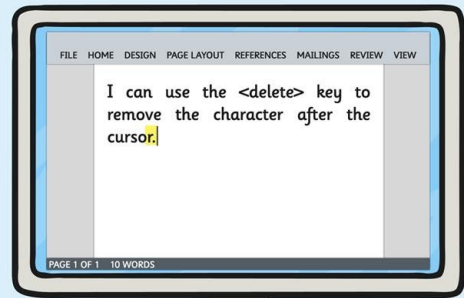 FILE HOME DESIGN PAGE LAYOUT REFERENCES MAILINGS REVIEW VIEW
I can use the <delete> key to
remove the character after the
cursor.
PAGE 1 OF 1 10 WORDS